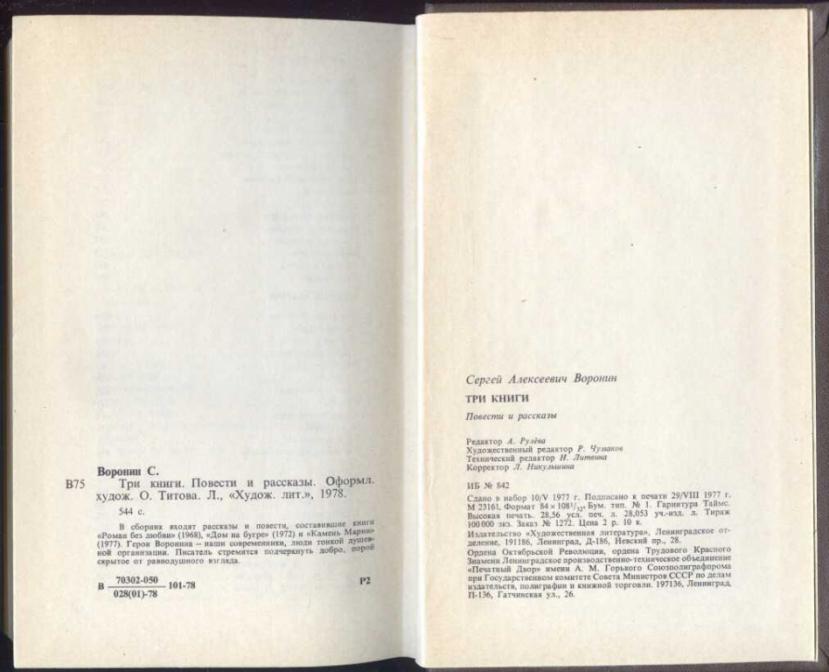 Воронин С.
В75 Три книги. Повести и рассказы. Оформл.
худож. О. Титова. Л., «Худож. лит.», 1978.
544 с.
В сборник входят рассказы и повести, составившие книги
«Роман без любви» (1968), «Дом на бугре» (1972) и «Камень Марии»
(1977). Герои Воронина – наши современники, люди тонкой душев-
ной организации. Писатель стремится подчеркнуть добро, порой
скрытое от равнодушного взгляда.
В 70302-050 101-78 Р2
028(01)-78
Сергей Алексеевич Воронин
ТРИ КНИГИ
Повести и рассказы
Редактор А. Рулёва
Художественный редактор Р. Чумаков
Технический редактор Н. Литвина
Корректор Л. Никульшина
ИБ № 842
Сдано в набор 10/V 1977 г. Подписано к печати 29/VIII 1977 г.
М 23161, Формат 84×108¹/₃₂. Бум. тип. № 1. Гарнитура Таймс.
Высокая печать. 28,56 усл. печ. л. 28,053 уч.-изд. л. Тираж
100 000 экз. Заказ № 1272. Цена 2 р. 10 к.
Издательство «Художественная литература», Ленинградское от-
деление, 191186, Ленинград, Д-186, Невский пр., 28.
Ордена Октябрьской Революции, ордена Трудового Красного
Знамени Ленинградское производственно-техническое объединение
«Печатный Двор» имени А. М. Горького Союзполиграфпрома
при Государственном комитете Совета Министров СССР по делам
издательств, полиграфии и книжной торговли. 197136, Ленинград,
П-136, Гатчинская ул., 26.